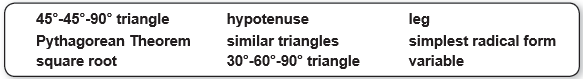 45°-45°-90° triangle hypotenuse leg
Pythagorean Theorem similar triangles simplest radical form
square root 30°-60°-90° triangle variable